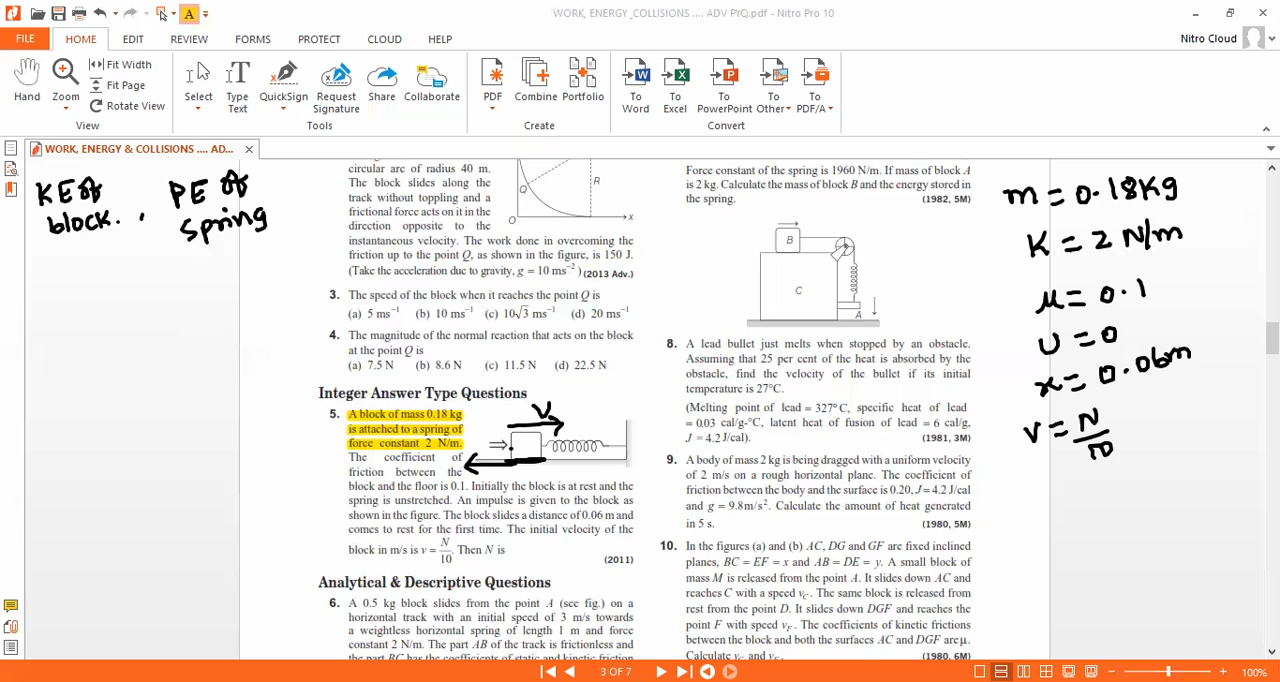 WORK, ENERGY ,COLLISIONS .... ADV PYQ.pdf - Nitro Pro 10
FILE
HOME
EDIT
REVIEW
FORMS
PROTECT
CLOUD
HELP
Nitro Cloud
Hand
Zoom
Fit Width
Fit Page
Rotate View
View
Select
Type Text
QuickSign
Request Signature
Share
Collaborate
Tools
PDF
Combine
Portfolio
Create
To Word
To Excel
To PowerPoint
To Other
To PDF/A
Convert
WORK, ENERGY & COLLISIONS .... AD...
KE of block. , PE of spring
circular arc of radius 40 m.
The block slides along the
track without toppling and a
frictional force acts on it in the
direction opposite to the
instantaneous velocity. The work done in overcoming the
friction up to the point Q, as shown in the figure, is 150 J.
(Take the acceleration due to gravity, g = 10 ms⁻²) (2013 Adv.)
Q
R
O
x
3. The speed of the block when it reaches the point Q is
(a) 5 ms⁻¹ (b) 10 ms⁻¹ (c) 10√3 ms⁻¹ (d) 20 ms⁻¹
4. The magnitude of the normal reaction that acts on the block
at the point Q is
(a) 7.5 N (b) 8.6 N (c) 11.5 N (d) 22.5 N
Integer Answer Type Questions
5. A block of mass 0.18 kg
is attached to a spring of
force constant 2 N/m.
The coefficient of
friction between the
block and the floor is 0.1. Initially the block is at rest and the
spring is unstretched. An impulse is given to the block as
shown in the figure. The block slides a distance of 0.06 m and
comes to rest for the first time. The initial velocity of the
block in m/s is v = N/10. Then N is (2011)
V
Analytical & Descriptive Questions
6. A 0.5 kg block slides from the point A (see fig.) on a
horizontal track with an initial speed of 3 m/s towards
a weightless horizontal spring of length 1 m and force
constant 2 N/m. The part AB of the track is frictionless and
the part BC has the coefficients of static and kinetic friction
Force constant of the spring is 1960 N/m. If mass of block A
is 2 kg. Calculate the mass of block B and the energy stored in
the spring. (1982, 5M)
B
C
A
8. A lead bullet just melts when stopped by an obstacle.
Assuming that 25 per cent of the heat is absorbed by the
obstacle, find the velocity of the bullet if its initial
temperature is 27°C.
(Melting point of lead = 327° C, specific heat of lead
= 0.03 cal/g-°C, latent heat of fusion of lead = 6 cal/g,
J = 4.2 J/cal). (1981, 3M)
9. A body of mass 2 kg is being dragged with a uniform velocity
of 2 m/s on a rough horizontal plane. The coefficient of
friction between the body and the surface is 0.20, J = 4.2 J/cal
and g = 9.8m/s². Calculate the amount of heat generated
in 5 s. (1980, 5M)
10. In the figures (a) and (b) AC, DG and GF are fixed inclined
planes, BC = EF = x and AB = DE = y. A small block of
mass M is released from the point A. It slides down AC and
reaches C with a speed v_C. The same block is released from
rest from the point D. It slides down DGF and reaches the
point F with speed v_F. The coefficients of kinetic frictions
between the block and both the surfaces AC and DGF are μ.
Calculate v_C and v_F. (1980, 6M)
m = 0.18Kg
K = 2 N/m
μ = 0.1
U = 0
x = 0.06m
v = N/10
3 OF 7
100%